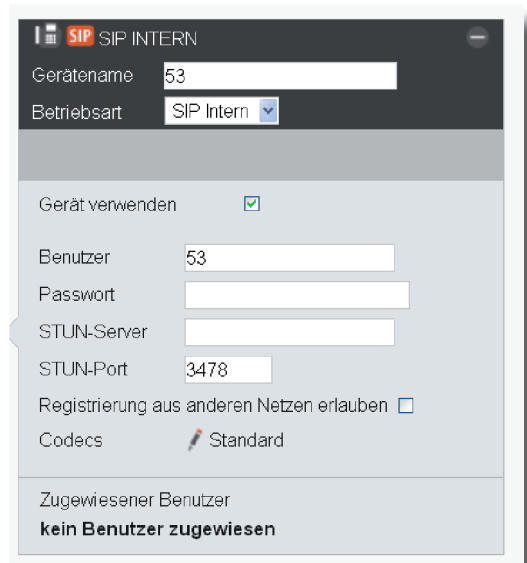 SIP SIP INTERN
Gerätename 53
Betriebsart SIP Intern
Gerät verwenden
Benutzer 53
Passwort
STUN-Server
STUN-Port 3478
Registrierung aus anderen Netzen erlauben
Codecs Standard
Zugewiesener Benutzer
kein Benutzer zugewiesen